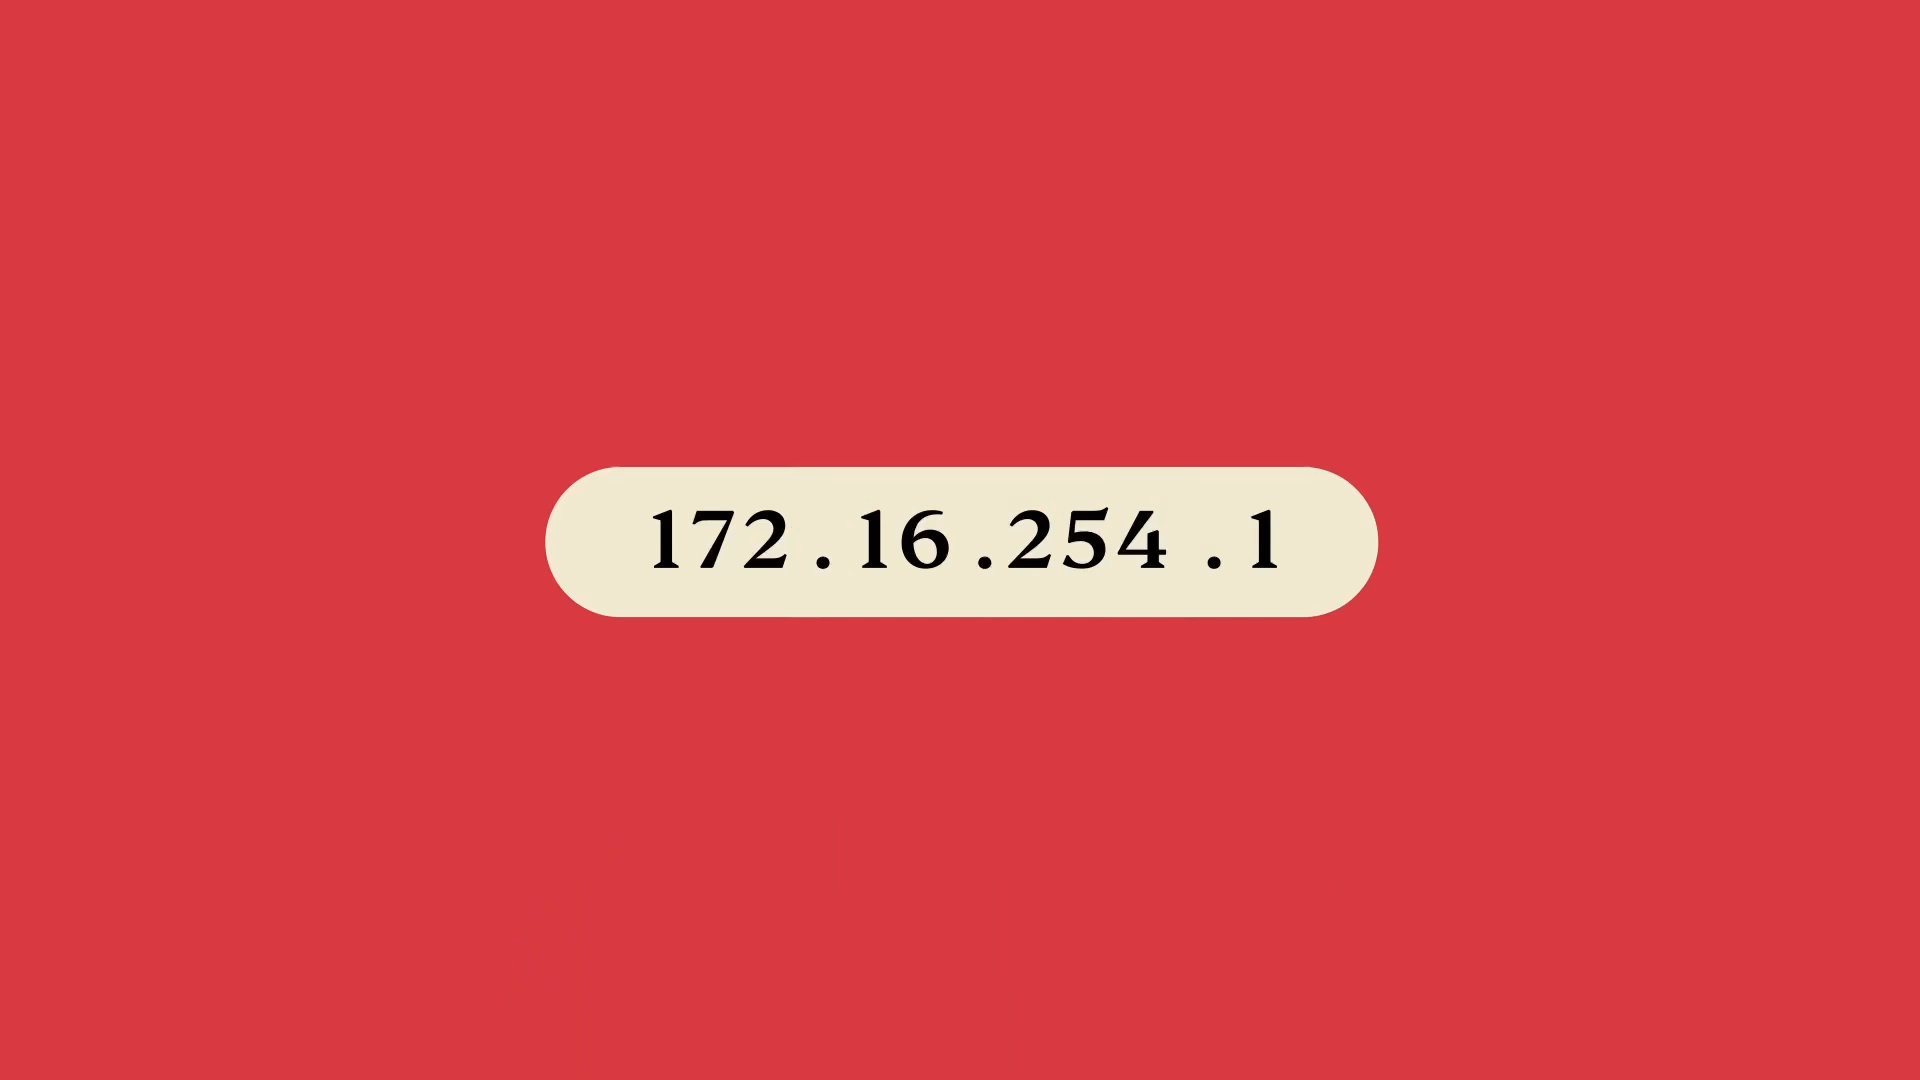 172 . 16 .254 . 1